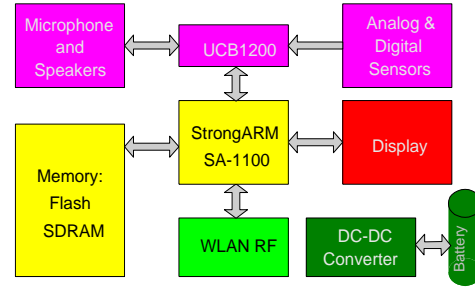 Microphone
and
Speakers
UCB1200
Analog &
Digital
Sensors
StrongARM
SA-1100
Display
Memory:
Flash
SDRAM
WLAN RF
DC-DC
Converter
Battery